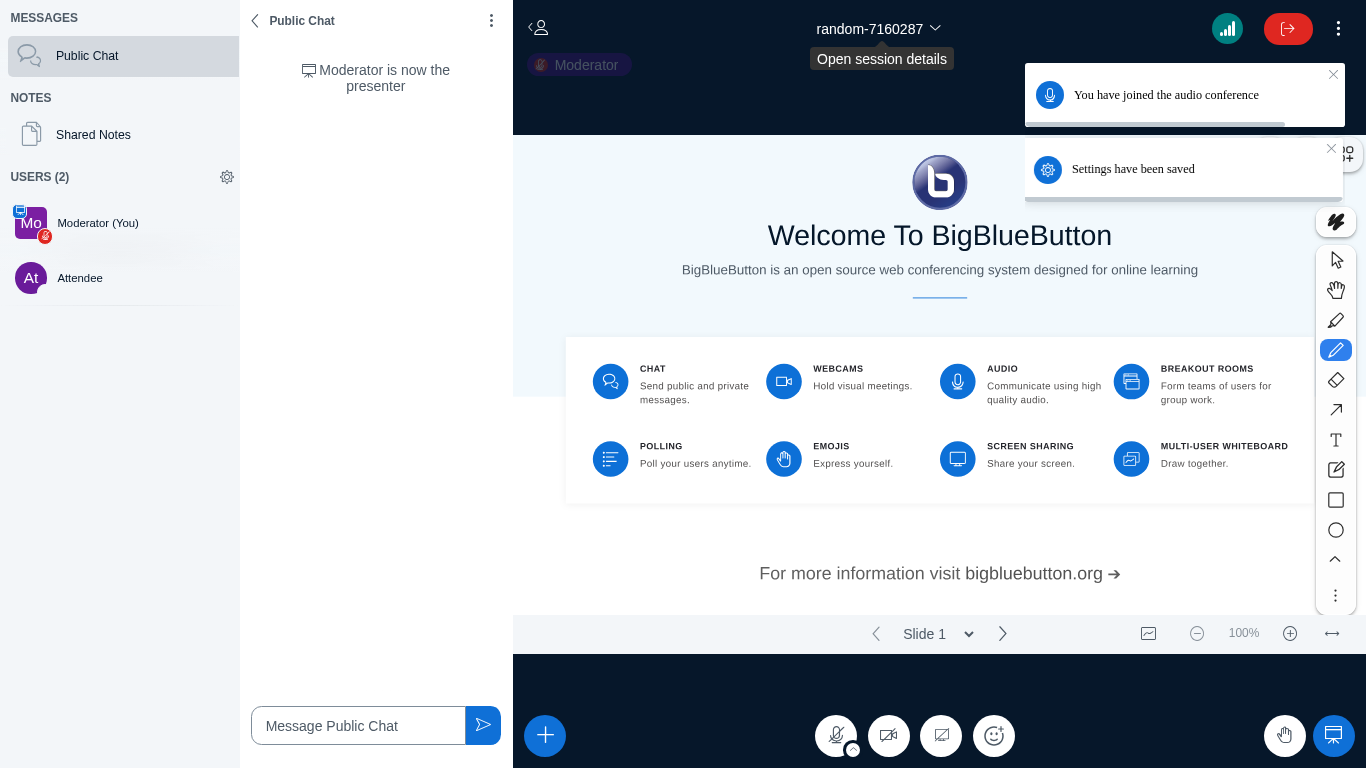 MESSAGES
Public Chat
NOTES
Shared Notes
USERS (2)
Mo
Moderator (You)
At
Attendee
Public Chat
Moderator is now the
presenter
Message Public Chat
random-7160287
Open session details
Moderator
You have joined the audio conference
Settings have been saved
Welcome To BigBlueButton
BigBlueButton is an open source web conferencing system designed for online learning
CHAT
Send public and private
messages.
WEBCAMS
Hold visual meetings.
AUDIO
Communicate using high
quality audio.
BREAKOUT ROOMS
Form teams of users for
group work.
POLLING
Poll your users anytime.
EMOJIS
Express yourself.
SCREEN SHARING
Share your screen.
MULTI-USER WHITEBOARD
Draw together.
For more information visit bigbluebutton.org ➔
Slide 1
100%